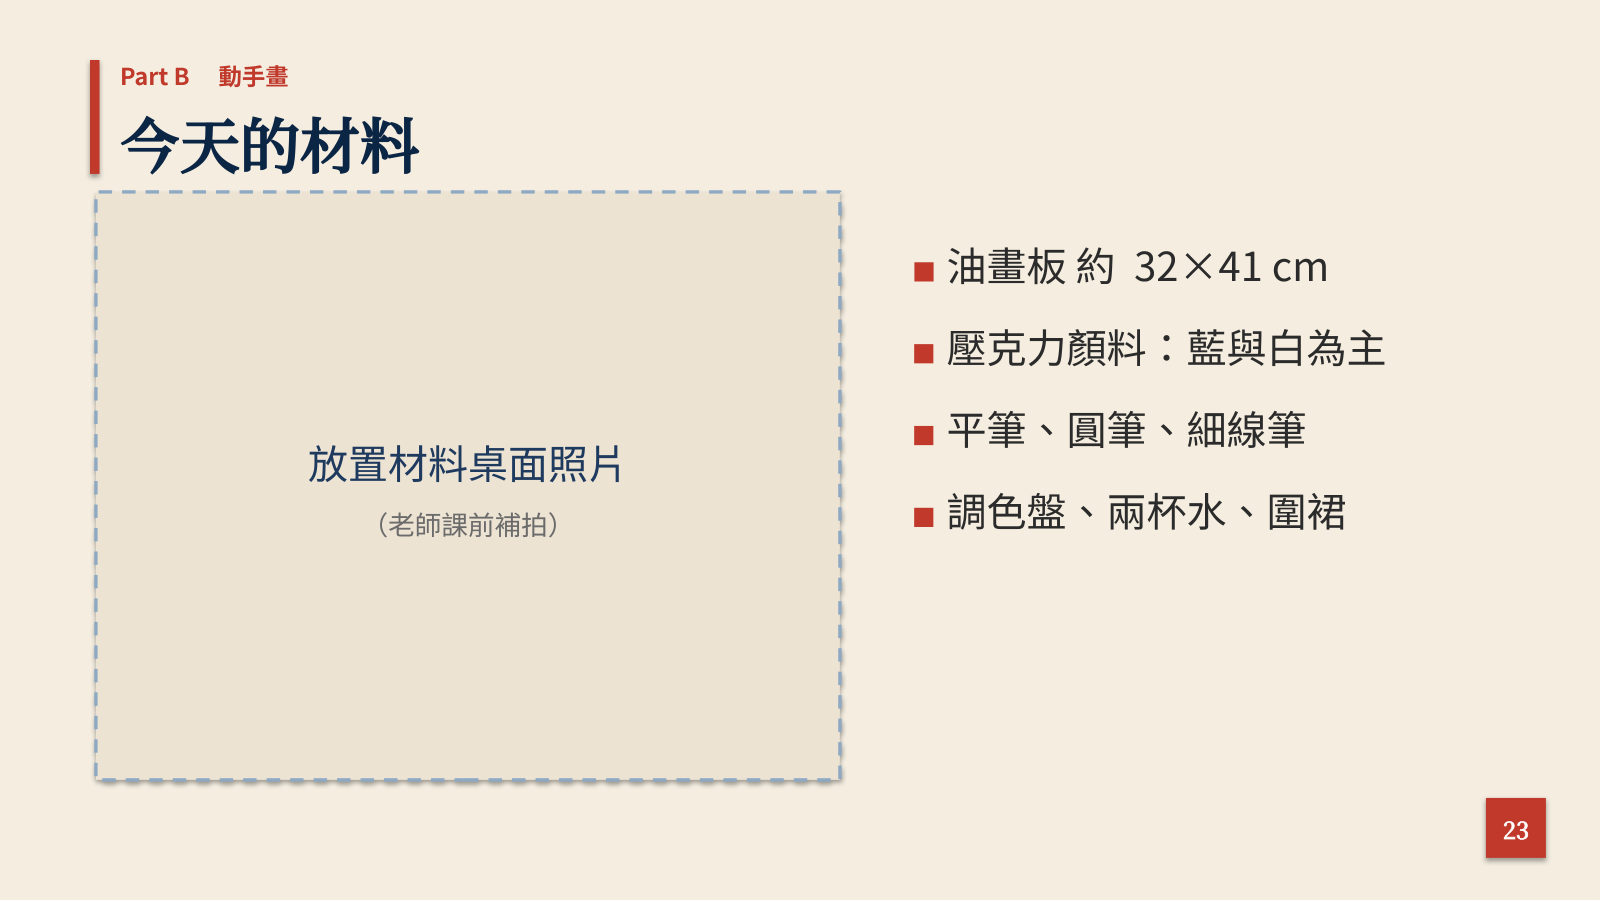 Part B 動手畫
今天的材料
放置材料桌面照片
（老師課前補拍）
■ 油畫板 約 32×41 cm
■ 壓克力顏料：藍與白為主
■ 平筆、圓筆、細線筆
■ 調色盤、兩杯水、圍裙
23